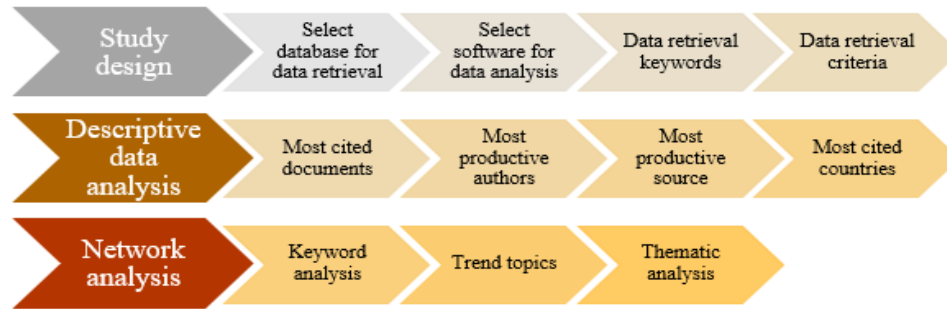 Study
design
Select
database for
data retrieval
Select
software for
data analysis
Data retrieval
keywords
Data retrieval
criteria
Descriptive
data
analysis
Most cited
documents
Most
productive
authors
Most
productive
source
Most cited
countries
Network
analysis
Keyword
analysis
Trend topics
Thematic
analysis